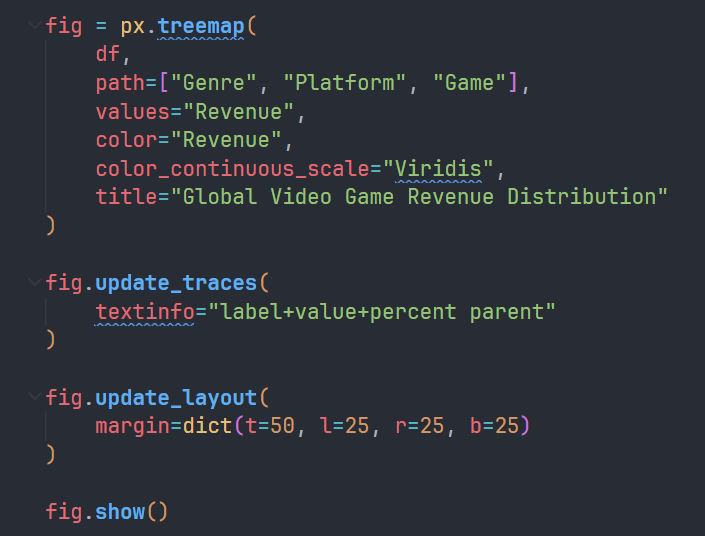 fig = px.treemap(
    df,
    path=["Genre", "Platform", "Game"],
    values="Revenue",
    color="Revenue",
    color_continuous_scale="Viridis",
    title="Global Video Game Revenue Distribution"
)

fig.update_traces(
    textinfo="label+value+percent parent"
)

fig.update_layout(
    margin=dict(t=50, l=25, r=25, b=25)
)

fig.show()